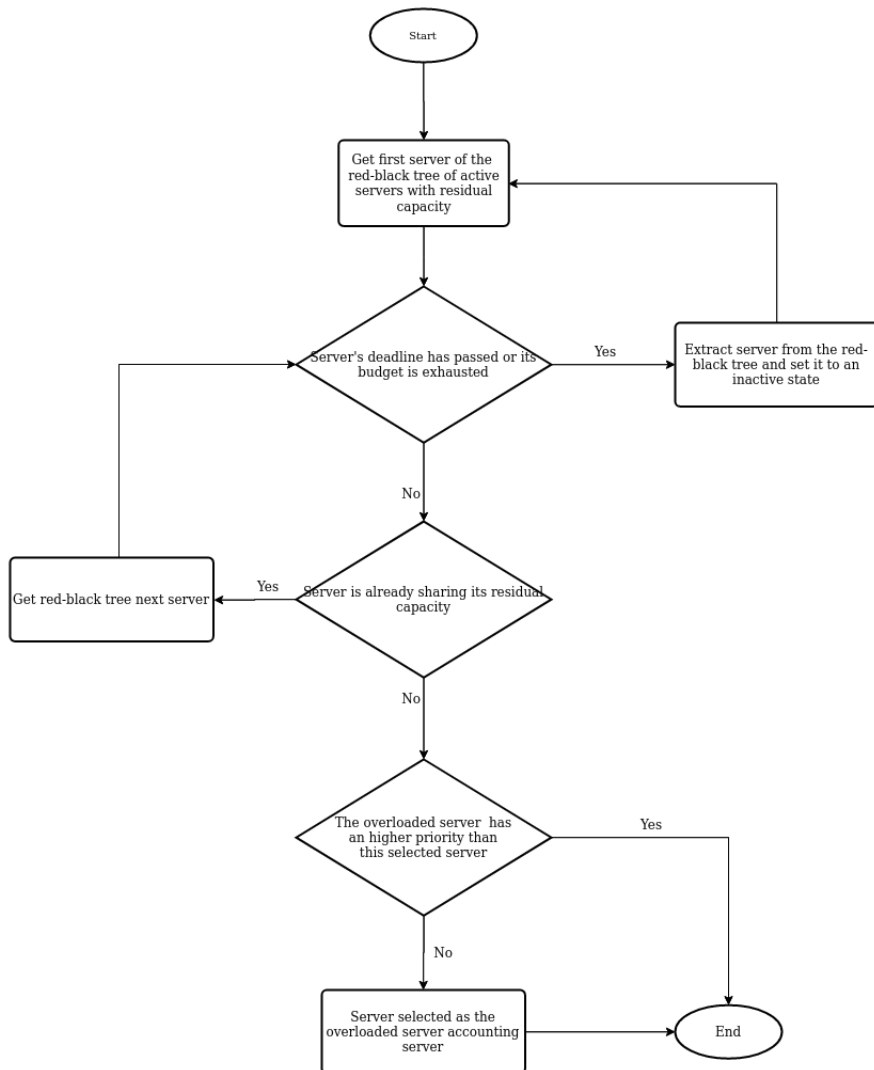 Start
Get first server of the
red-black tree of active
servers with residual
capacity
Server's deadline has passed or its
budget is exhausted
Yes
Extract server from the red-
black tree and set it to an
inactive state
No
Server is already sharing its residual
capacity
Yes
Get red-black tree next server
No
The overloaded server has
an higher priority than
this selected server
Yes
No
Server selected as the
overloaded server accounting
server
End